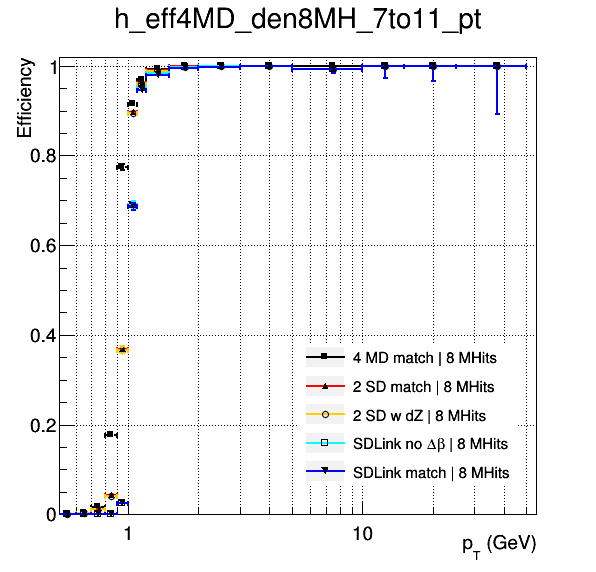 h_eff4MD_den8MH_7to11_pt
Efficiency
1
0.8
0.6
0.4
0.2
0
4 MD match | 8 MHits
2 SD match | 8 MHits
2 SD w dZ | 8 MHits
SDLink no Δβ | 8 MHits
SDLink match | 8 MHits
1 10
p_T (GeV)